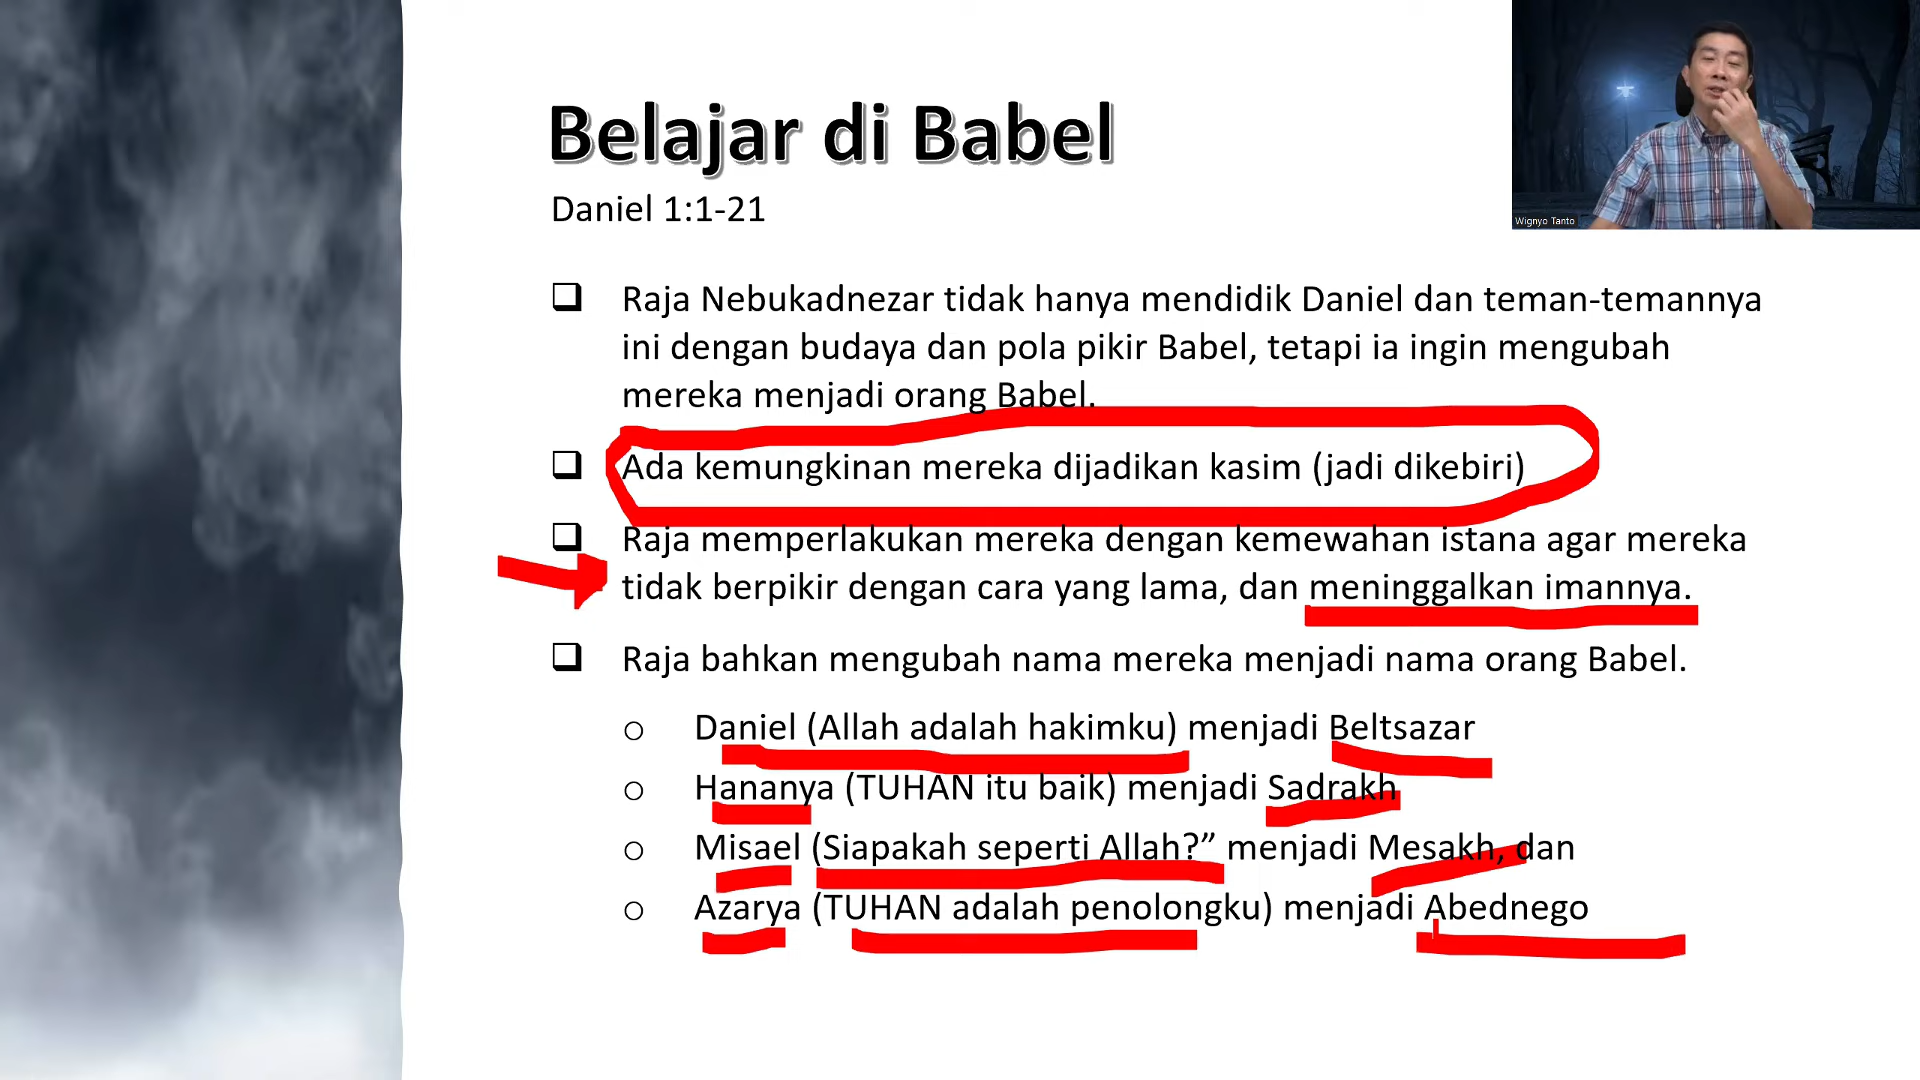 Belajar di Babel
Daniel 1:1-21
Wignyo Tanto
❑ Raja Nebukadnezar tidak hanya mendidik Daniel dan teman-temannya
ini dengan budaya dan pola pikir Babel, tetapi ia ingin mengubah
mereka menjadi orang Babel.
❑ Ada kemungkinan mereka dijadikan kasim (jadi dikebiri)
❑ Raja memperlakukan mereka dengan kemewahan istana agar mereka
tidak berpikir dengan cara yang lama, dan meninggalkan imannya.
❑ Raja bahkan mengubah nama mereka menjadi nama orang Babel.
o Daniel (Allah adalah hakimku) menjadi Beltsazar
o Hananya (TUHAN itu baik) menjadi Sadrakh
o Misael (Siapakah seperti Allah?” menjadi Mesakh, dan
o Azarya (TUHAN adalah penolongku) menjadi Abednego